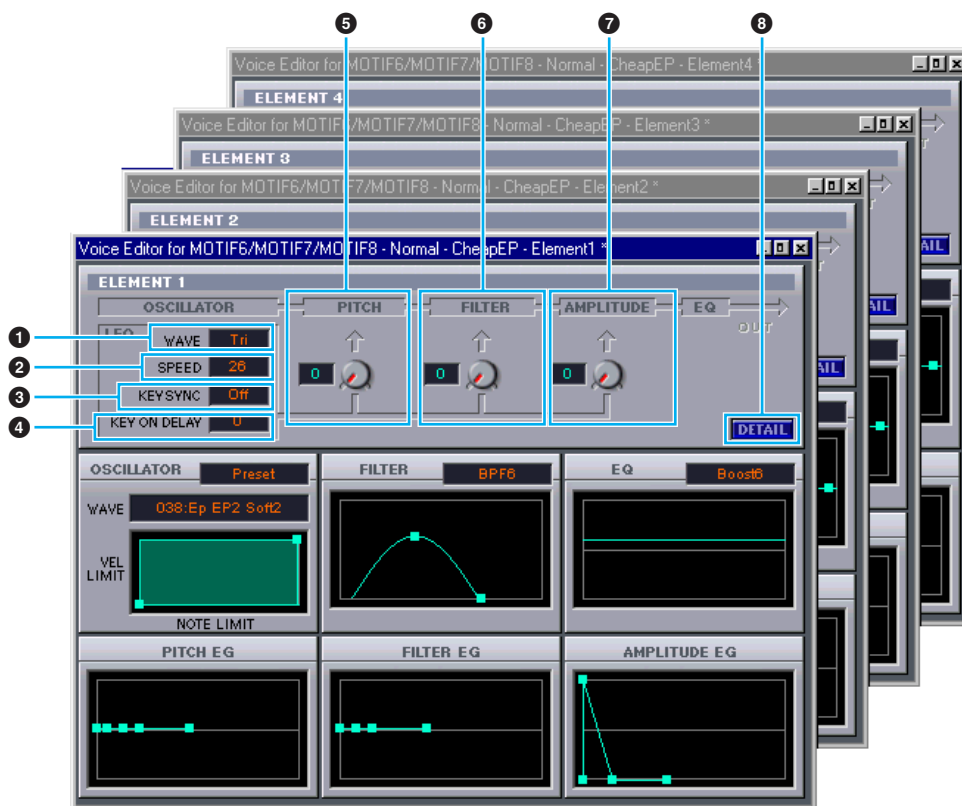 5 6 7 8
Voice Editor for MOTIF6/MOTIF7/MOTIF8 - Normal - CheapEP - Element4 *
ELEMENT 4
Voice Editor for MOTIF6/MOTIF7/MOTIF8 - Normal - CheapEP - Element3 *
ELEMENT 3
Voice Editor for MOTIF6/MOTIF7/MOTIF8 - Normal - CheapEP - Element2 *
ELEMENT 2
Voice Editor for MOTIF6/MOTIF7/MOTIF8 - Normal - CheapEP - Element1 *
ELEMENT 1
OSCILLATOR PITCH FILTER AMPLITUDE EQ
OUT
LFO
1 WAVE Tri
2 SPEED 26
3 KEY SYNC Off
4 KEY ON DELAY 0
0 0 0
DETAIL
OSCILLATOR Preset
WAVE 038:Ep EP2 Soft2
VEL LIMIT
NOTE LIMIT
FILTER BPF6
EQ Boost6
PITCH EG
FILTER EG
AMPLITUDE EG